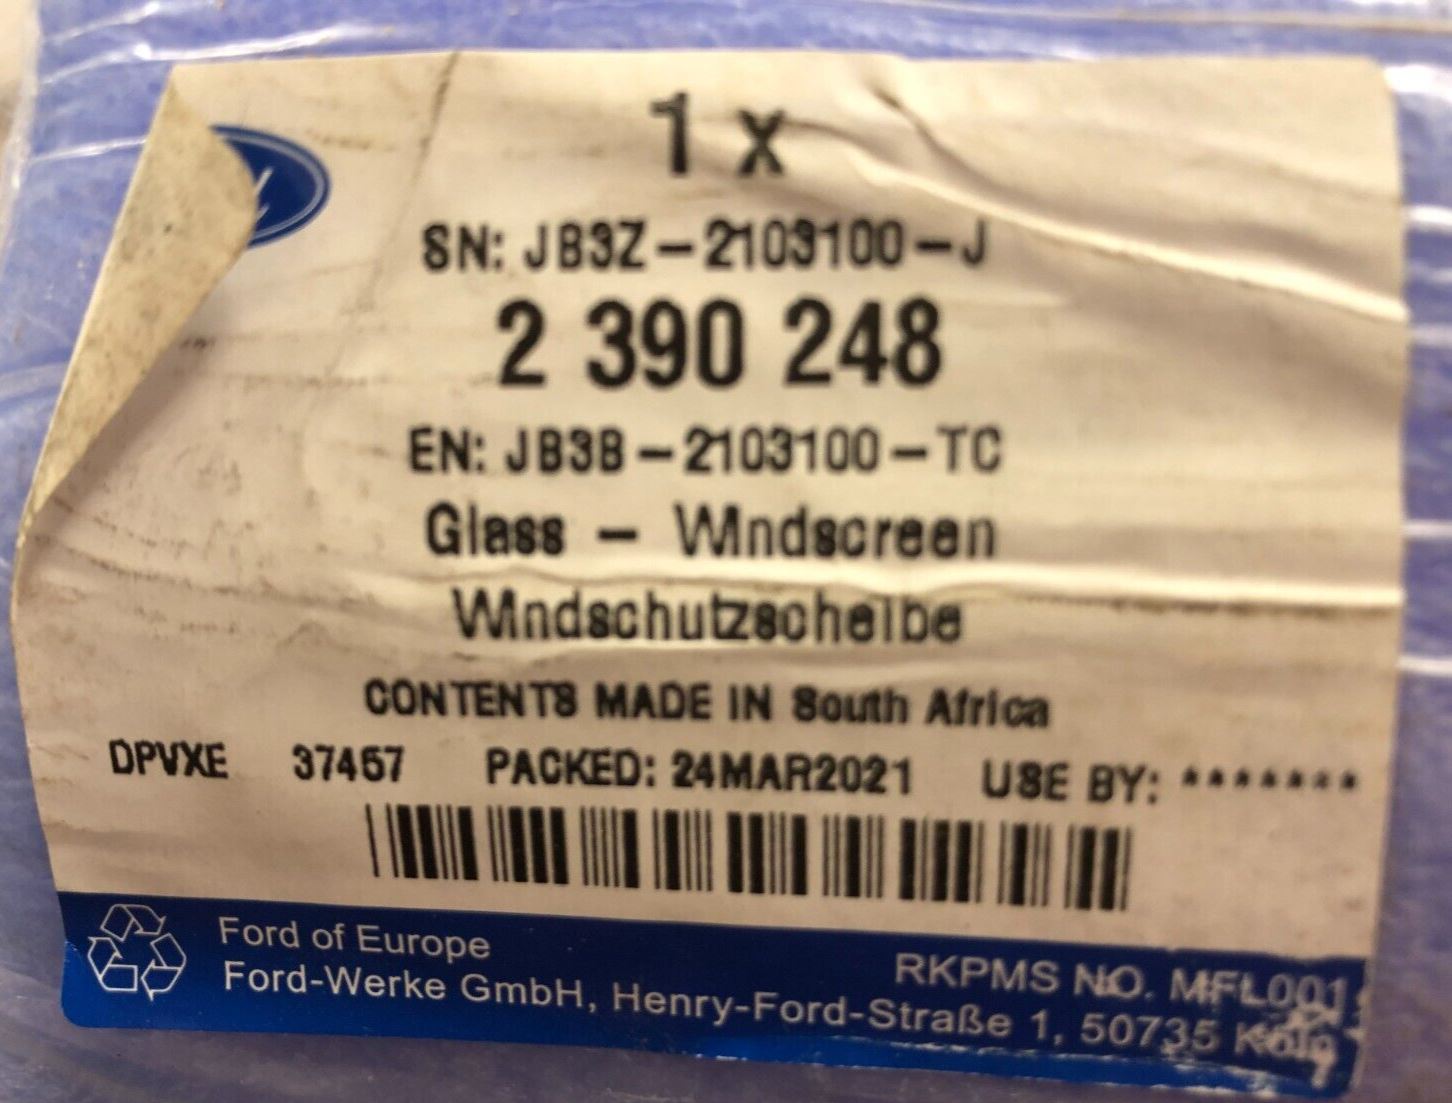 1 x
SN: JB3Z-2103100-J
2 390 248
EN: JB3B-2103100-TC
Glass - Windscreen
Windschutzscheibe
CONTENTS MADE IN South Africa
DPVXE 37457 PACKED: 24MAR2021 USE BY: *******
Ford of Europe
RKPMS NO. MFL001
Ford-Werke GmbH, Henry-Ford-Straße 1, 50735 Köln